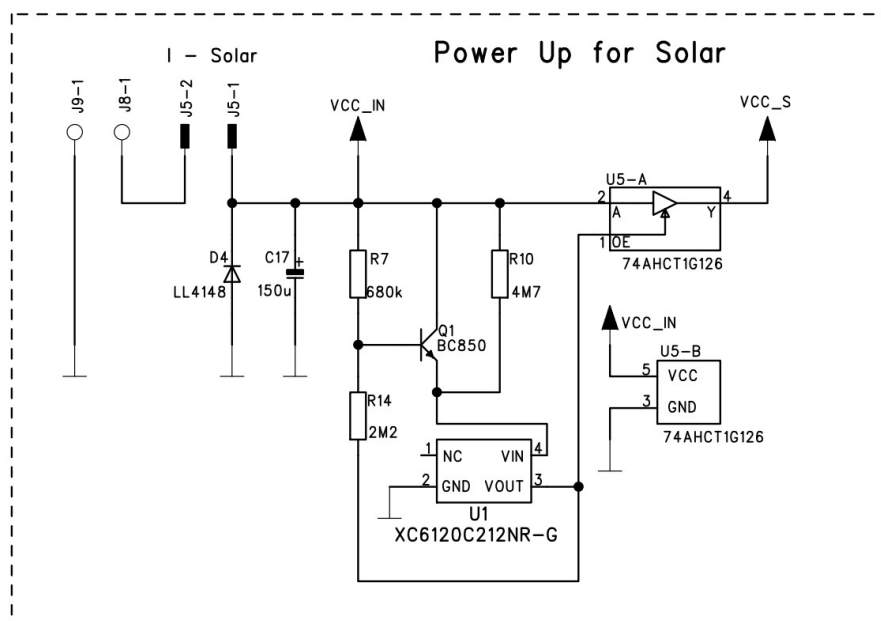 I - Solar
Power Up for Solar
J9-1
J8-1
J5-2
J5-1
VCC_IN
VCC_S
U5-A
2
A
Y
4
1
OE
74AHCT1G126
D4
LL4148
C17
+
150u
R7
680k
R10
4M7
Q1
BC850
VCC_IN
U5-B
5
VCC
3
GND
74AHCT1G126
R14
2M2
1
NC
VIN
4
2
GND
VOUT
3
U1
XC6120C212NR-G